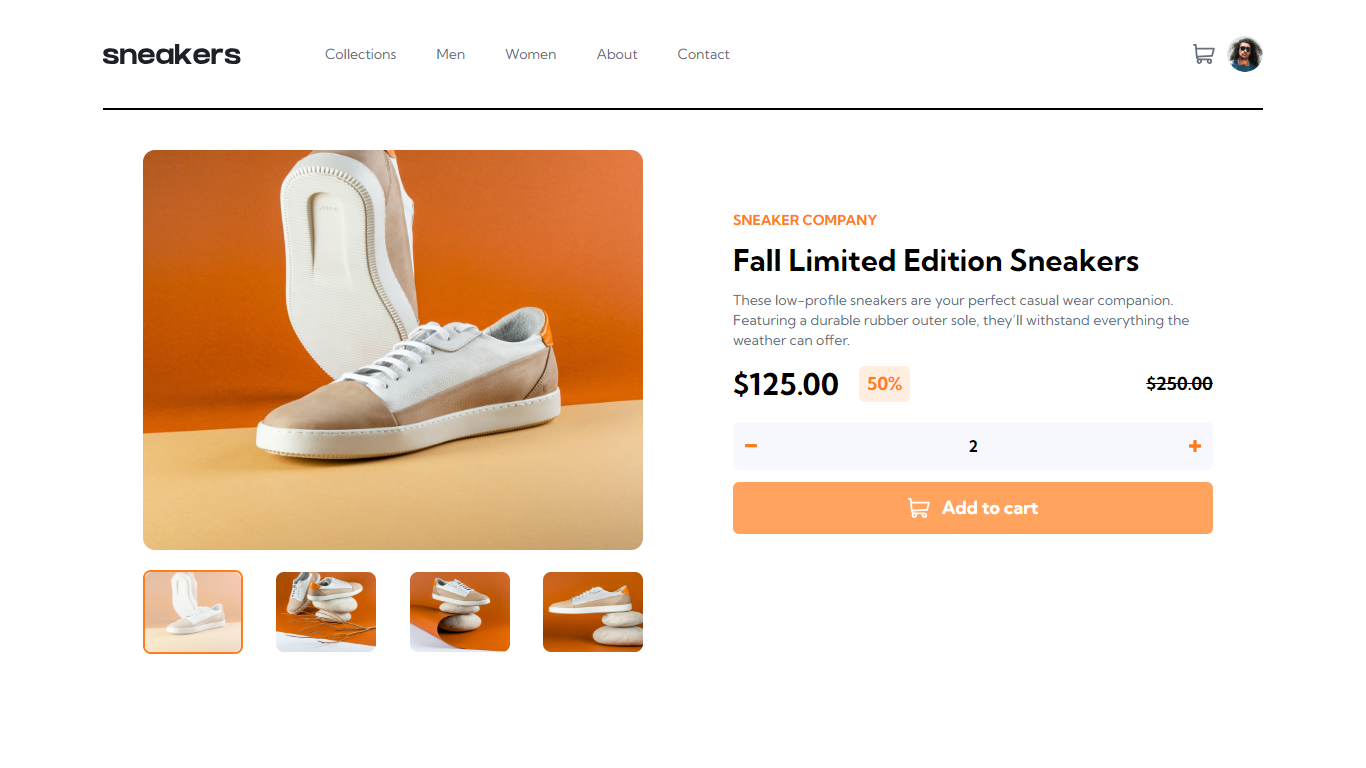 sneakers
Collections
Men
Women
About
Contact
SNEAKER COMPANY
Fall Limited Edition Sneakers
These low-profile sneakers are your perfect casual wear companion.
Featuring a durable rubber outer sole, they’ll withstand everything the
weather can offer.
$125.00
50%
$250.00
2
Add to cart